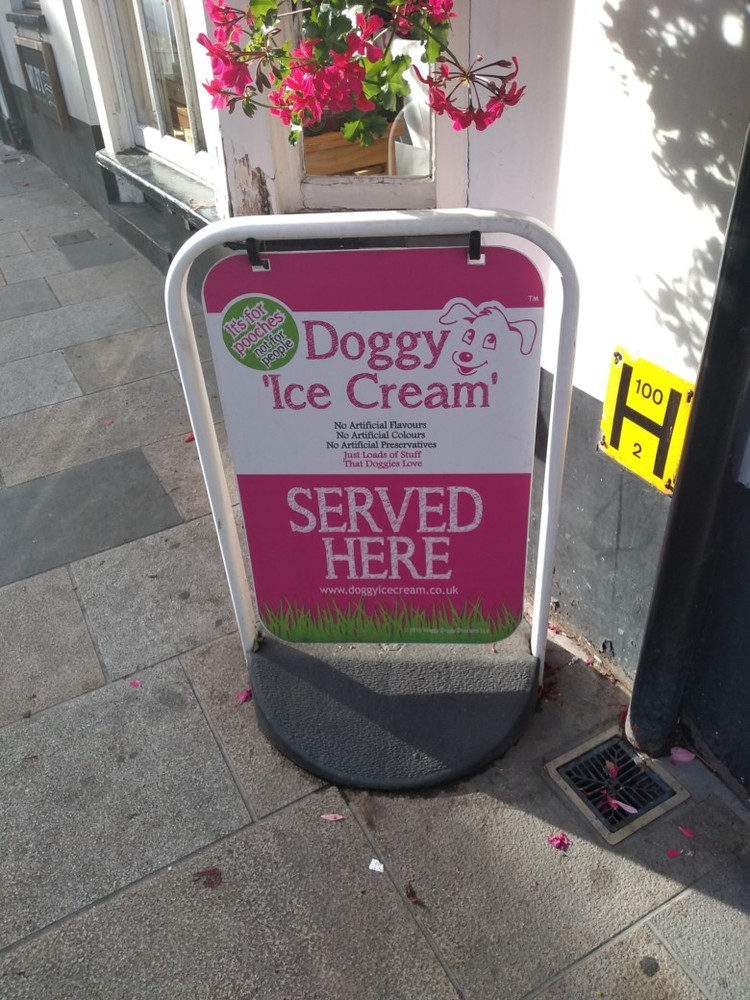 It's for
pooches
not for
people
TM
Doggy
'Ice Cream'
No Artificial Flavours
No Artificial Colours
No Artificial Preservatives
Just Loads of Stuff
That Doggies Love
SERVED
HERE
www.doggyicecream.co.uk
100
H
2